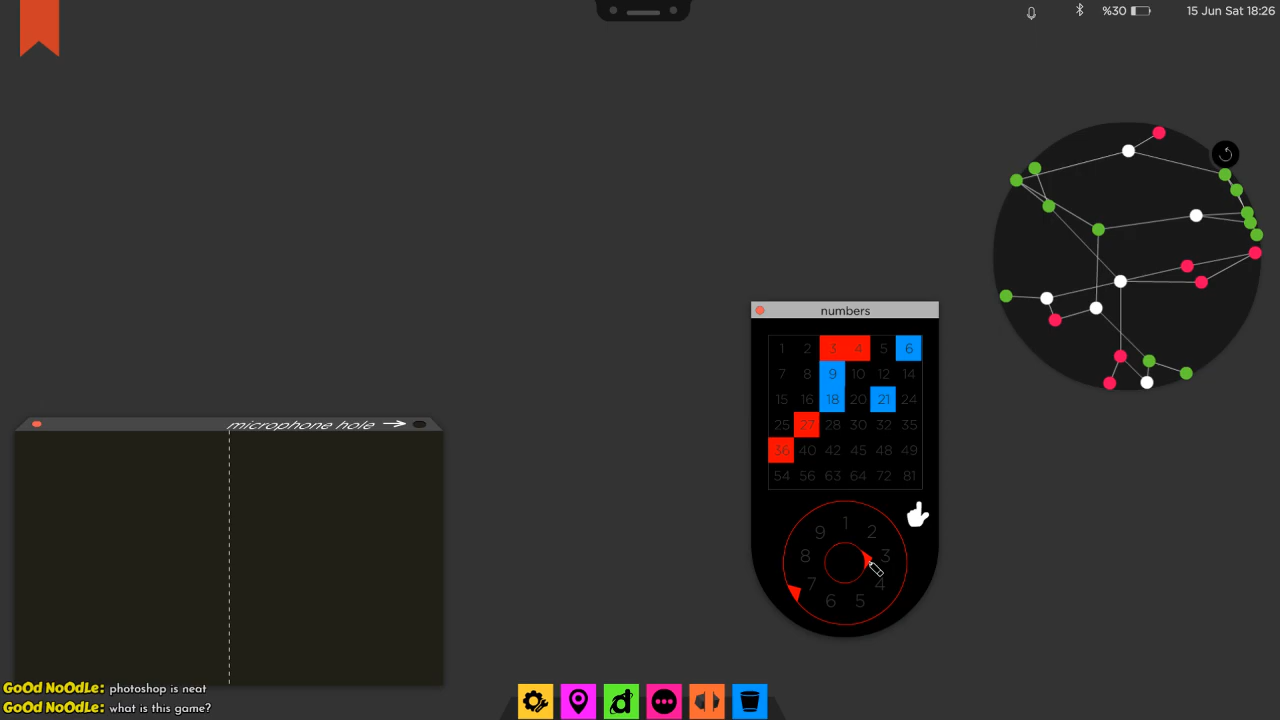 %30 15 Jun Sat 18:26
numbers
1 2 3 4 5 6
7 8 9 10 12 14
15 16 18 20 21 24
25 27 28 30 32 35
36 40 42 45 48 49
54 56 63 64 72 81
microphone hole
1
9 2
8 3
7 4
6 5
GoOd NoOdLe: photoshop is neat
GoOd NoOdLe: what is this game?
d